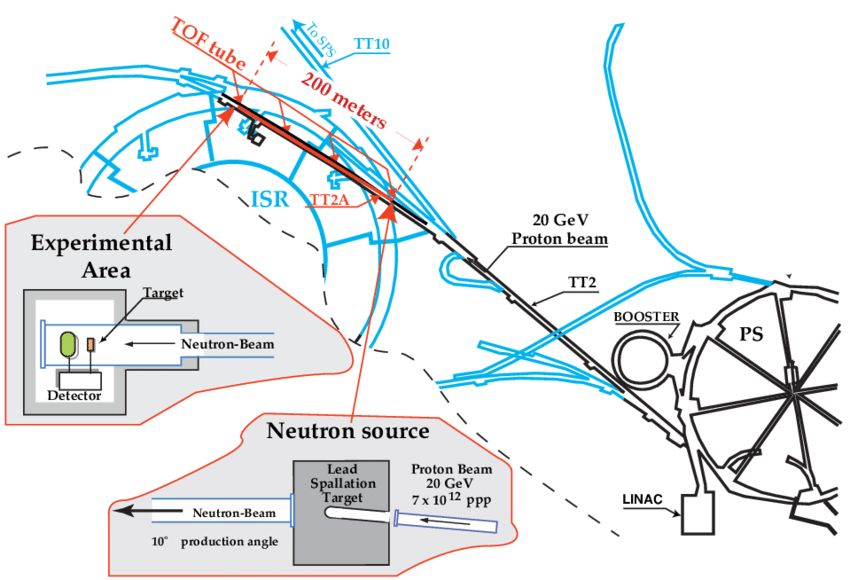 To SPS
TT10
TOF tube
200 meters
ISR
TT2A
20 GeV
Proton beam
TT2
BOOSTER
PS
LINAC
Experimental
Area
Target
Neutron-Beam
Detector
Neutron source
Lead
Spallation
Target
Proton Beam
20 GeV
7 x 10¹² ppp
Neutron-Beam
10° production angle